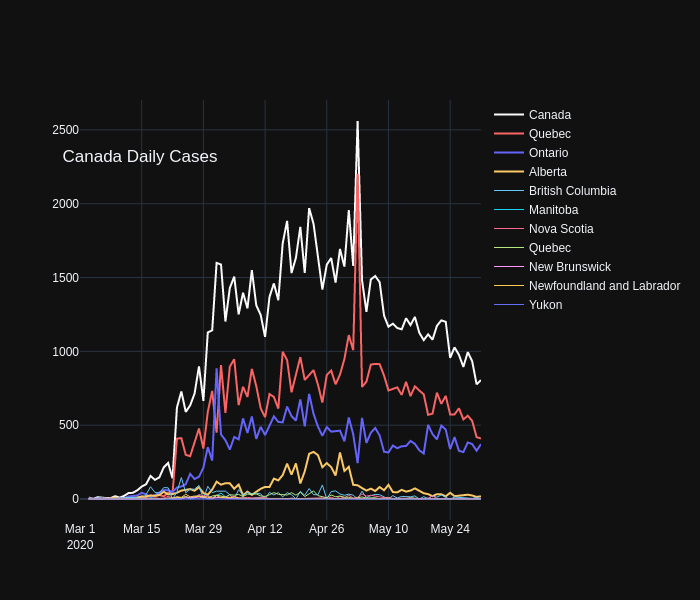 Canada Daily Cases
2500
2000
1500
1000
500
0
Mar 1
2020
Mar 15
Mar 29
Apr 12
Apr 26
May 10
May 24
Canada
Quebec
Ontario
Alberta
British Columbia
Manitoba
Nova Scotia
Quebec
New Brunswick
Newfoundland and Labrador
Yukon